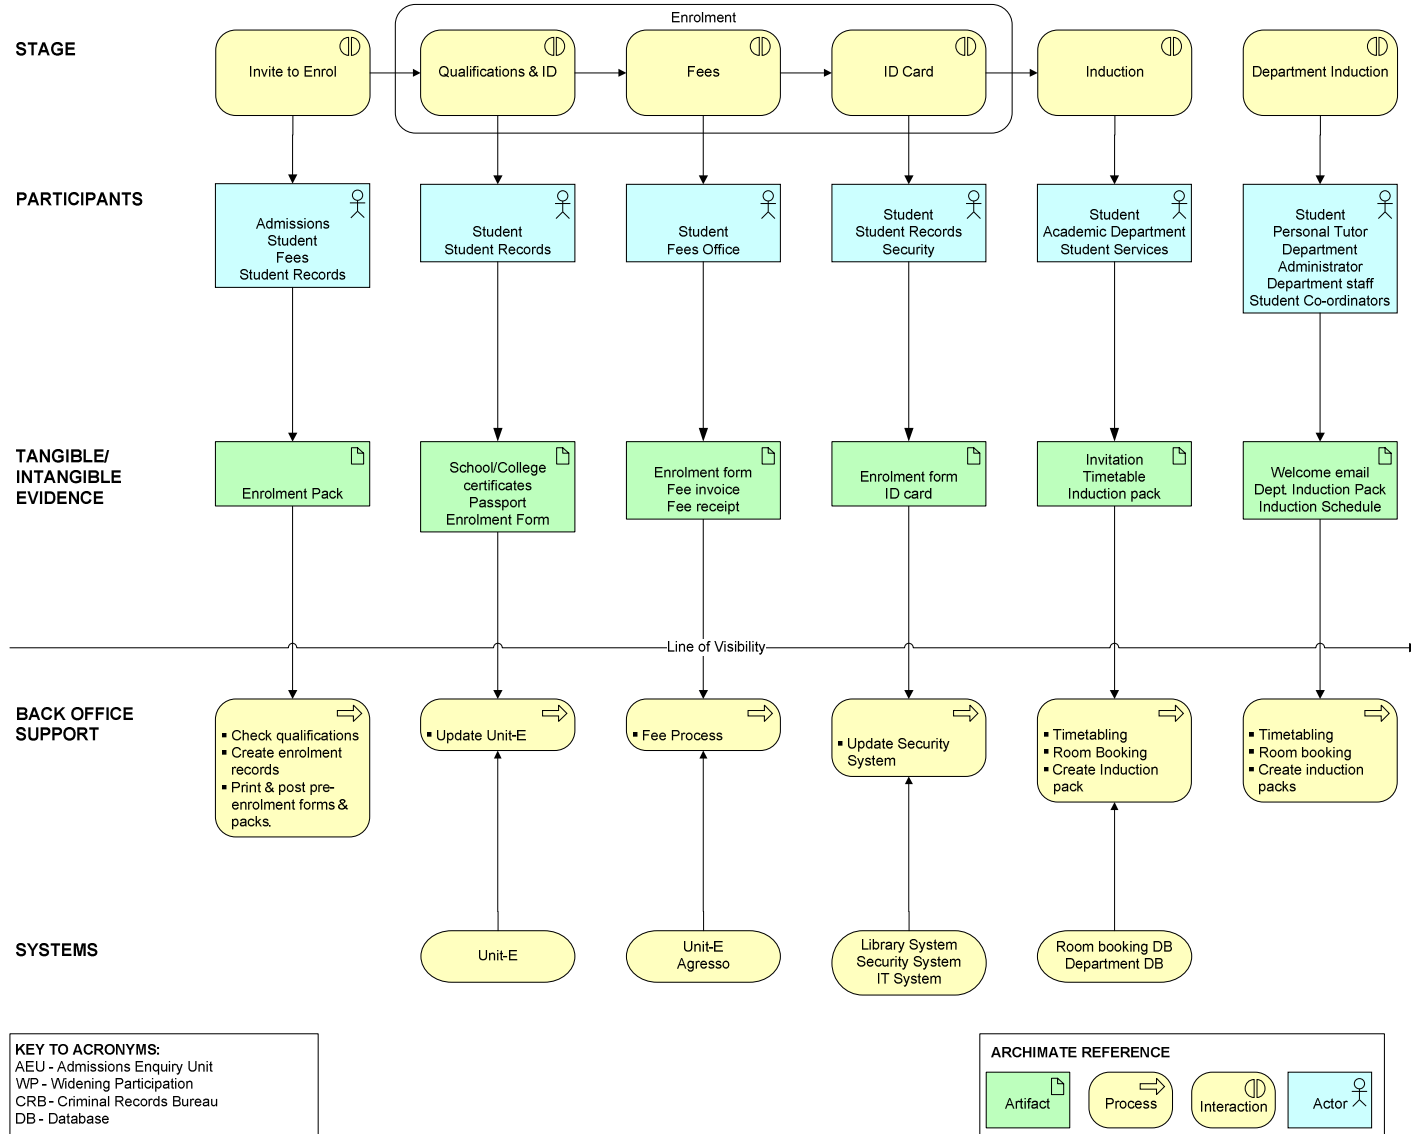 Enrolment
STAGE
Invite to Enrol
Qualifications & ID
Fees
ID Card
Induction
Department Induction
PARTICIPANTS
Admissions
Student
Fees
Student Records
Student
Student Records
Student
Fees Office
Student
Student Records
Security
Student
Academic Department
Student Services
Student
Personal Tutor
Department
Administrator
Department staff
Student Co-ordinators
TANGIBLE/
INTANGIBLE
EVIDENCE
Enrolment Pack
School/College
certificates
Passport
Enrolment Form
Enrolment form
Fee invoice
Fee receipt
Enrolment form
ID card
Invitation
Timetable
Induction pack
Welcome email
Dept. Induction Pack
Induction Schedule
Line of Visibility
BACK OFFICE
SUPPORT
▪ Check qualifications
▪ Create enrolment
records
▪ Print & post pre-
enrolment forms &
packs.
▪ Update Unit-E
▪ Fee Process
▪ Update Security
System
▪ Timetabling
▪ Room Booking
▪ Create Induction
pack
▪ Timetabling
▪ Room booking
▪ Create induction
packs
SYSTEMS
Unit-E
Unit-E
Agresso
Library System
Security System
IT System
Room booking DB
Department DB
KEY TO ACRONYMS:
AEU - Admissions Enquiry Unit
WP - Widening Participation
CRB - Criminal Records Bureau
DB - Database
ARCHIMATE REFERENCE
Artifact
Process
Interaction
Actor